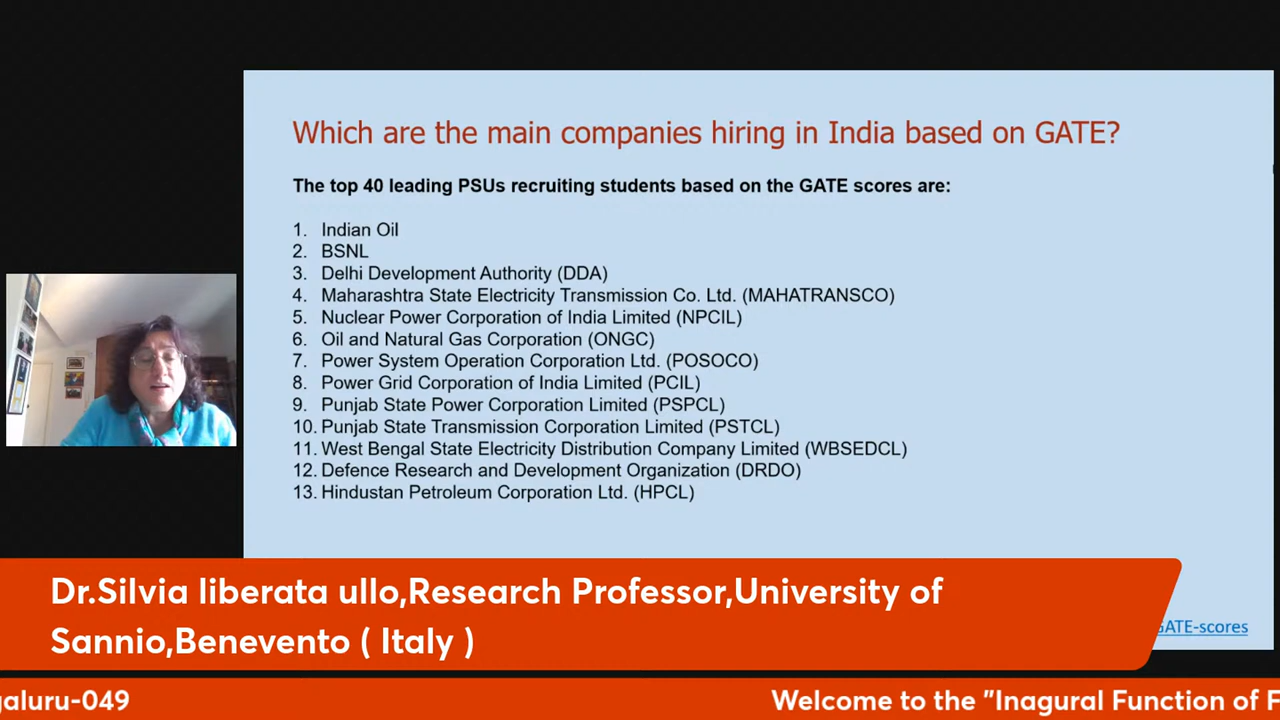 Which are the main companies hiring in India based on GATE?
The top 40 leading PSUs recruiting students based on the GATE scores are:
1. Indian Oil
2. BSNL
3. Delhi Development Authority (DDA)
4. Maharashtra State Electricity Transmission Co. Ltd. (MAHATRANSCO)
5. Nuclear Power Corporation of India Limited (NPCIL)
6. Oil and Natural Gas Corporation (ONGC)
7. Power System Operation Corporation Ltd. (POSOCO)
8. Power Grid Corporation of India Limited (PCIL)
9. Punjab State Power Corporation Limited (PSPCL)
10. Punjab State Transmission Corporation Limited (PSTCL)
11. West Bengal State Electricity Distribution Company Limited (WBSEDCL)
12. Defence Research and Development Organization (DRDO)
13. Hindustan Petroleum Corporation Ltd. (HPCL)
GATE-scores
Dr.Silvia liberata ullo,Research Professor,University of
Sannio,Benevento ( Italy )
galuru-049
Welcome to the "Inagural Function of F